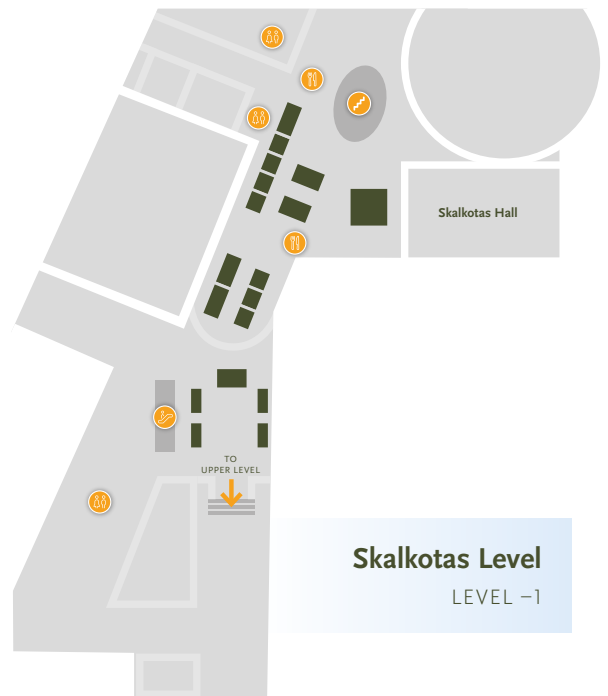 Skalkotas Hall
TO
UPPER LEVEL
Skalkotas Level
LEVEL –1